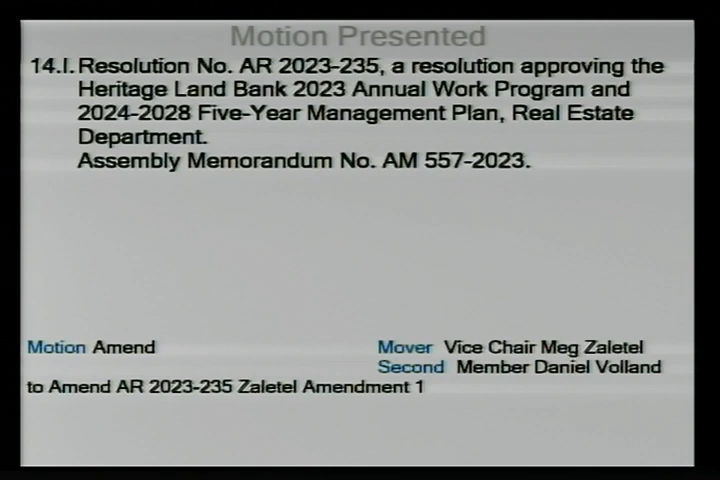 Motion Presented
14.I. Resolution No. AR 2023-235, a resolution approving the
Heritage Land Bank 2023 Annual Work Program and
2024-2028 Five-Year Management Plan, Real Estate
Department.
Assembly Memorandum No. AM 557-2023.
Motion Amend
Mover Vice Chair Meg Zaletel
Second Member Daniel Volland
to Amend AR 2023-235 Zaletel Amendment 1